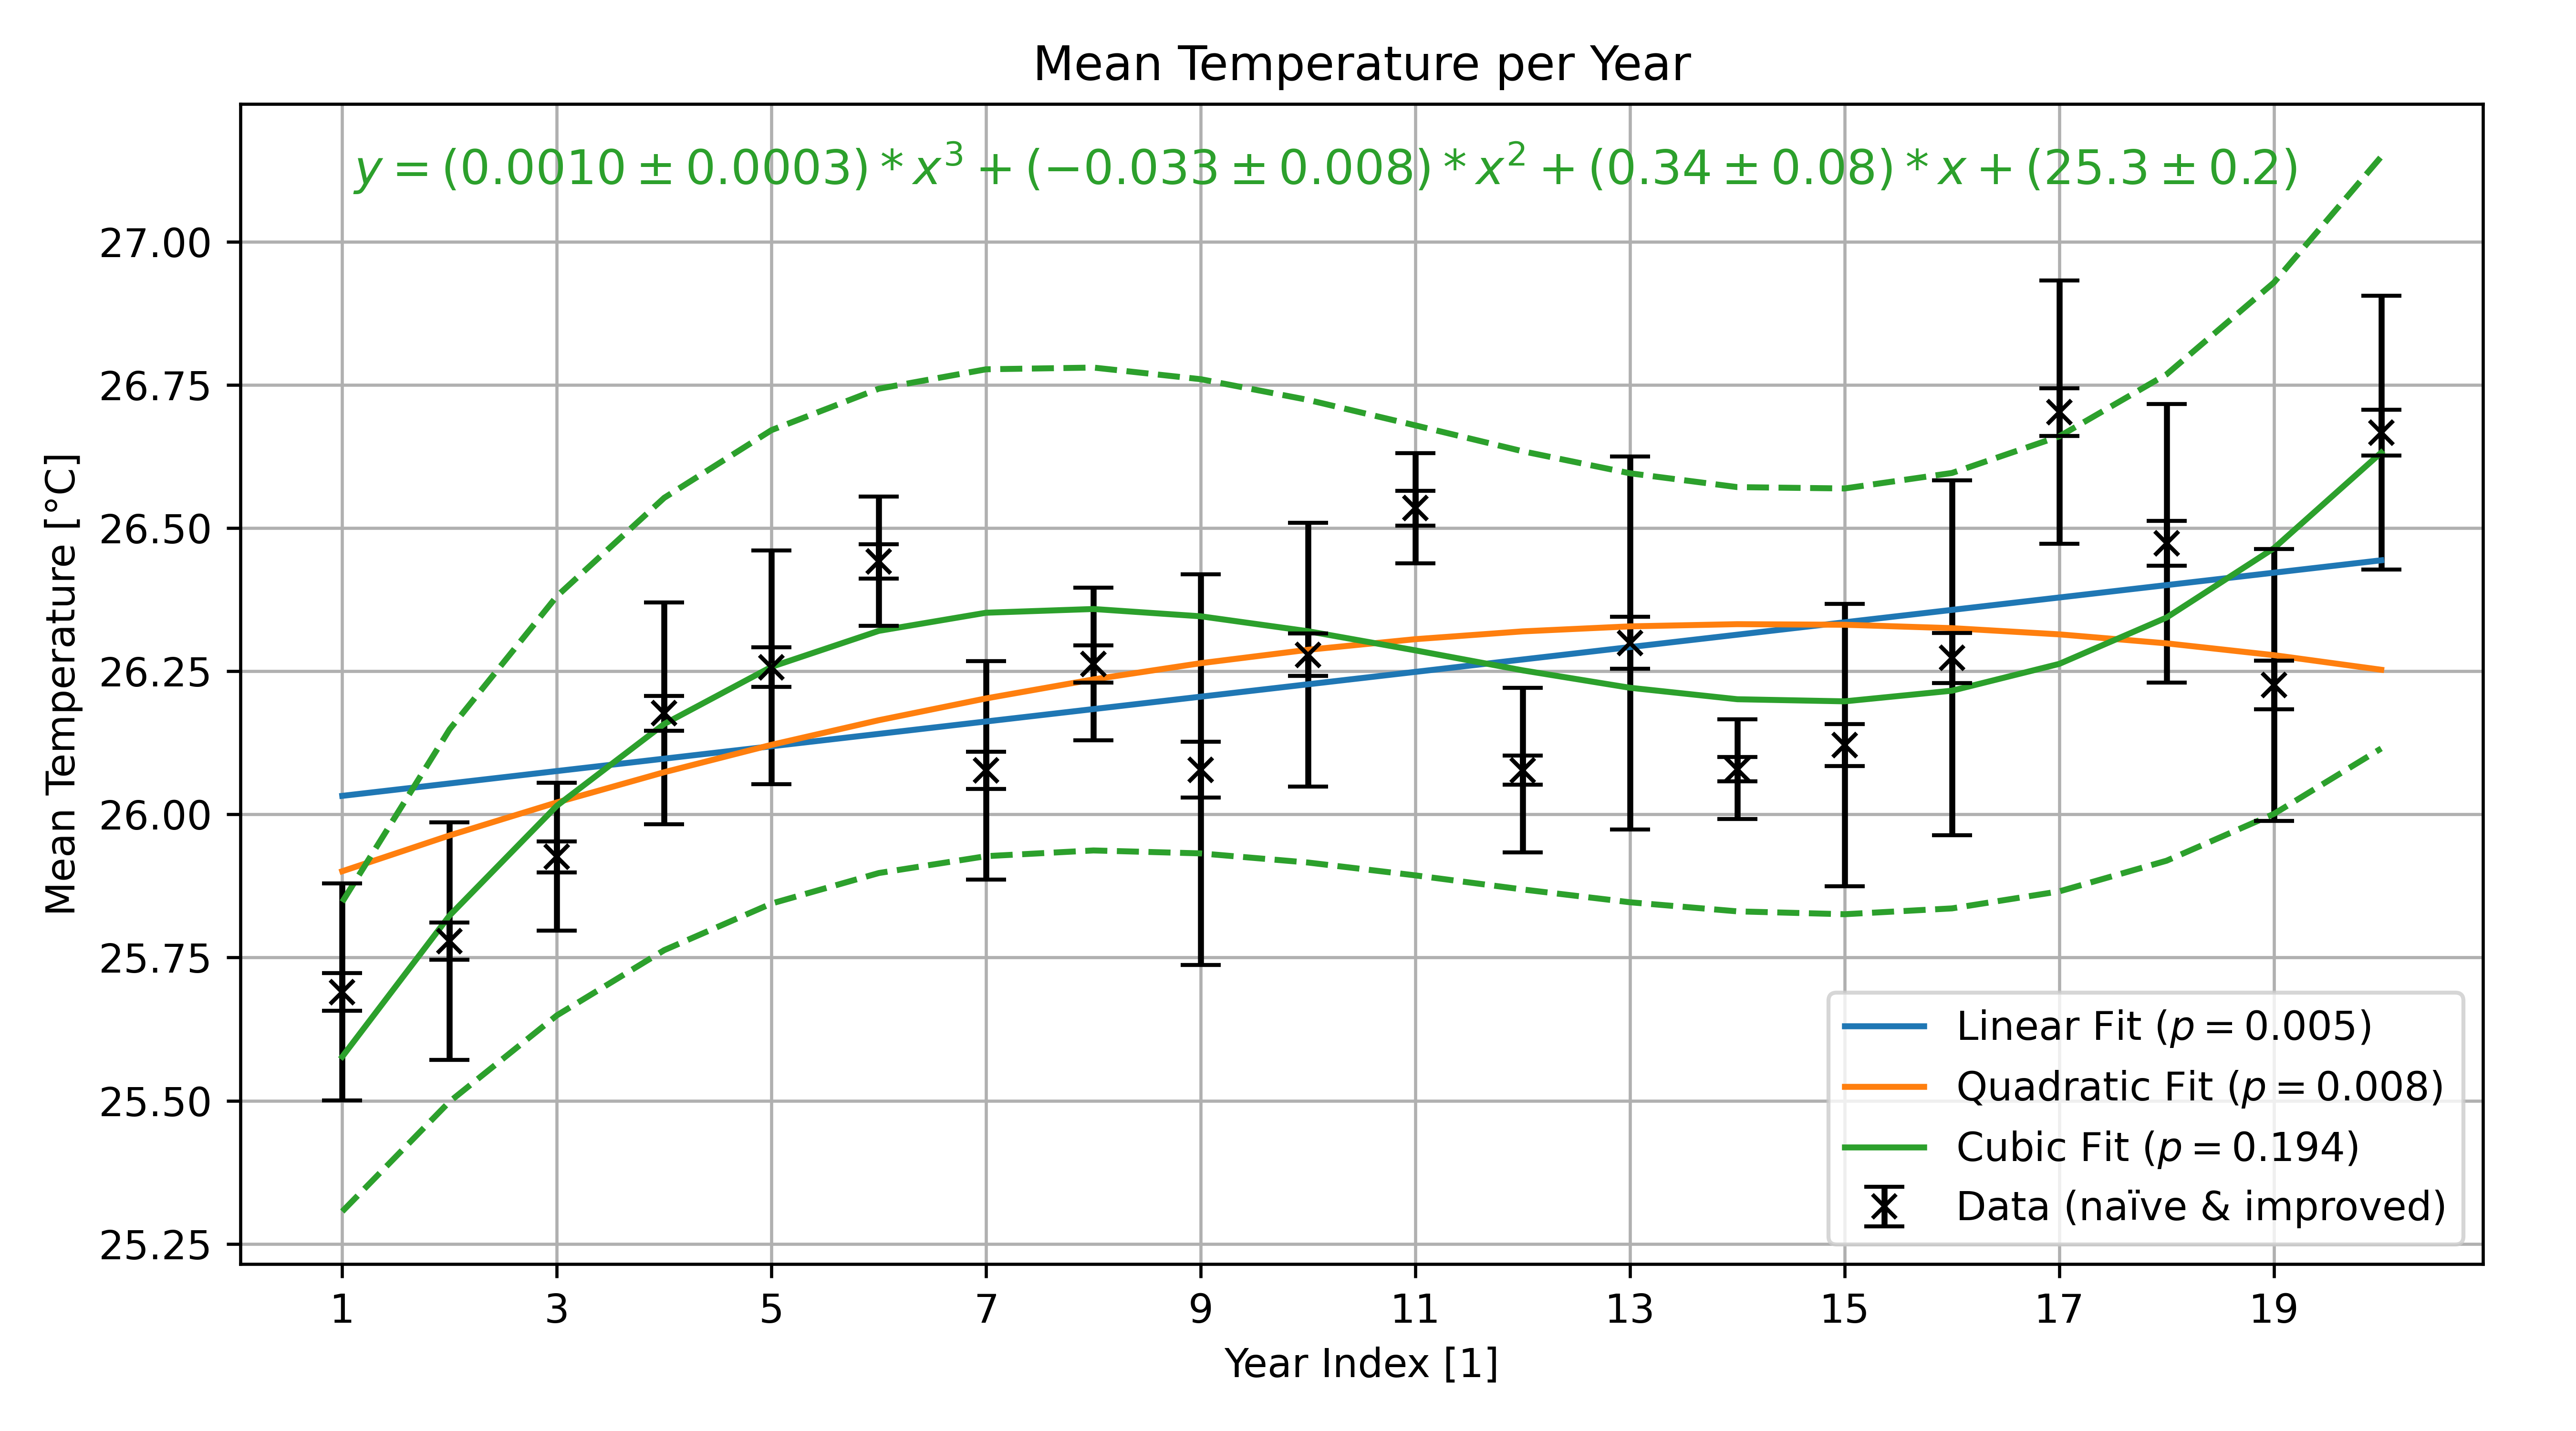 Mean Temperature per Year
y = (0.0010 ± 0.0003) * x³ + (−0.033 ± 0.008) * x² + (0.34 ± 0.08) * x + (25.3 ± 0.2)
Mean Temperature [°C]
27.00
26.75
26.50
26.25
26.00
25.75
25.50
25.25
Linear Fit (p = 0.005)
Quadratic Fit (p = 0.008)
Cubic Fit (p = 0.194)
Data (naïve & improved)
1 3 5 7 9 11 13 15 17 19
Year Index [1]